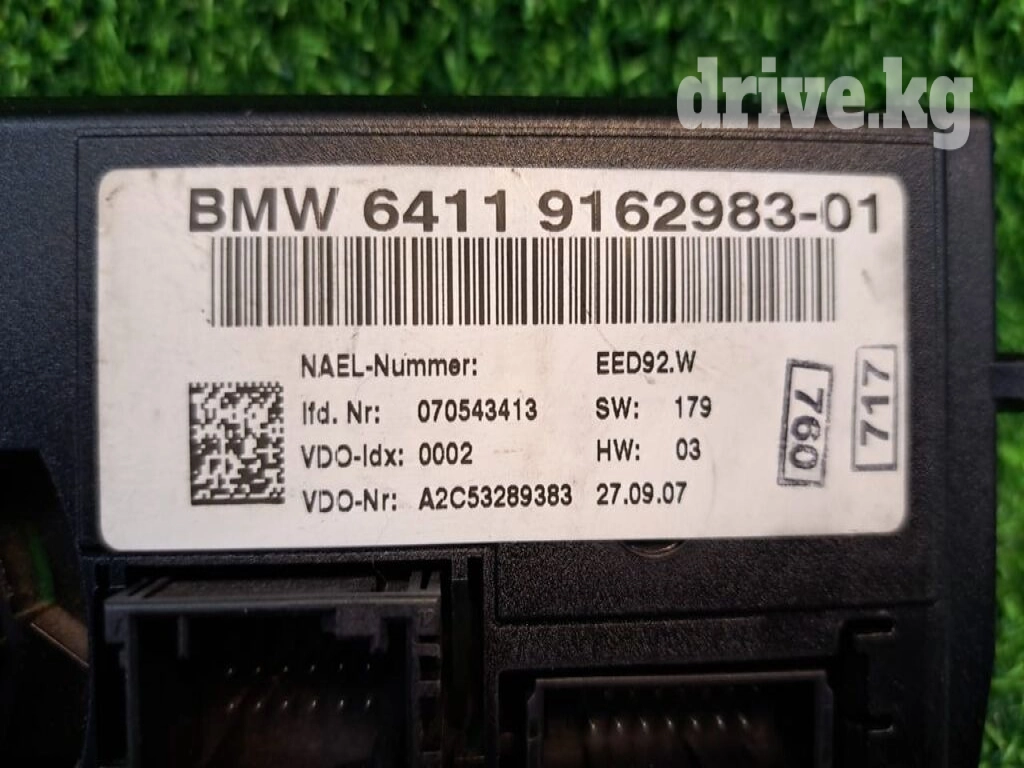 drive.kg
BMW 6411 9162983-01
NAEL-Nummer: EED92.W
lfd. Nr: 070543413 SW: 179
VDO-Idx: 0002 HW: 03
VDO-Nr: A2C53289383 27.09.07
760
717